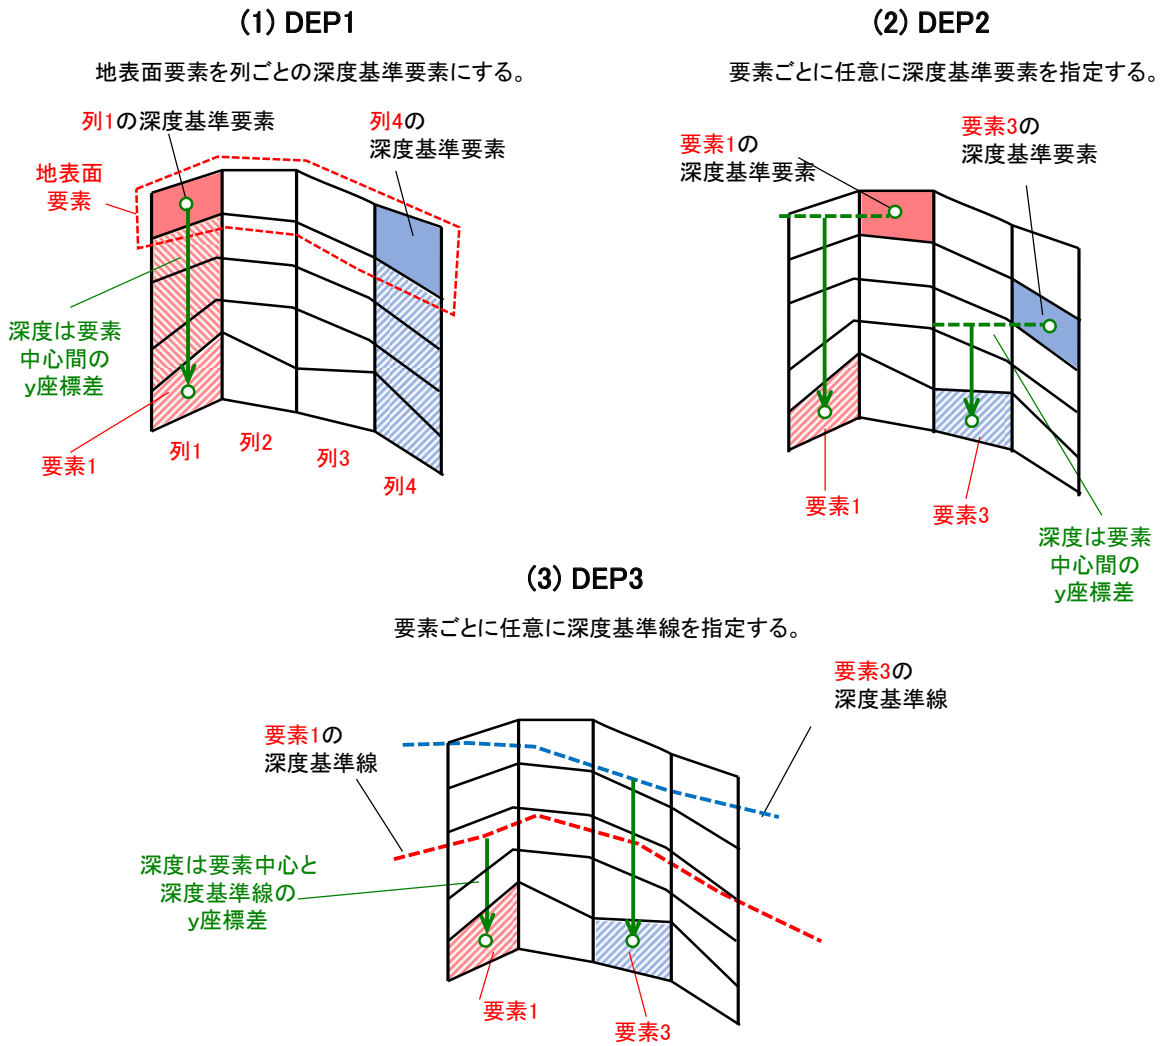 (1) DEP1
地表面要素を列ごとの深度基準要素にする。
列1の深度基準要素
列4の
深度基準要素
地表面
要素
深度は要素
中心間の
y座標差
要素1
列1
列2
列3
列4
(2) DEP2
要素ごとに任意に深度基準要素を指定する。
要素1の
深度基準要素
要素3の
深度基準要素
要素1
要素3
深度は要素
中心間の
y座標差
(3) DEP3
要素ごとに任意に深度基準線を指定する。
要素3の
深度基準線
要素1の
深度基準線
深度は要素中心と
深度基準線の
y座標差
要素1
要素3